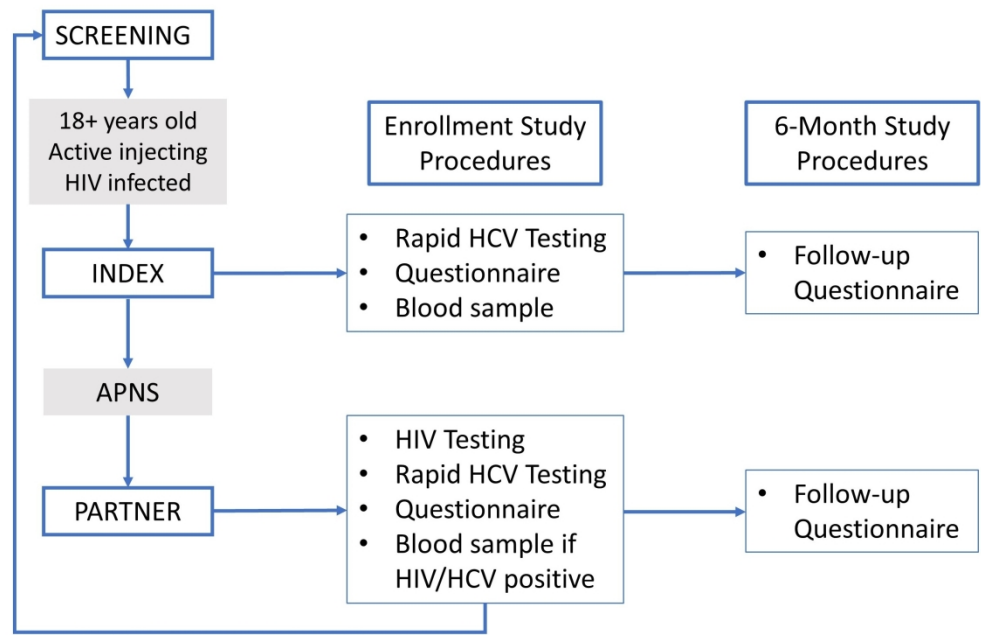 SCREENING
18+ years old
Active injecting
HIV infected
Enrollment Study
Procedures
6-Month Study
Procedures
INDEX
• Rapid HCV Testing
• Questionnaire
• Blood sample
• Follow-up
Questionnaire
APNS
PARTNER
• HIV Testing
• Rapid HCV Testing
• Questionnaire
• Blood sample if
HIV/HCV positive
• Follow-up
Questionnaire